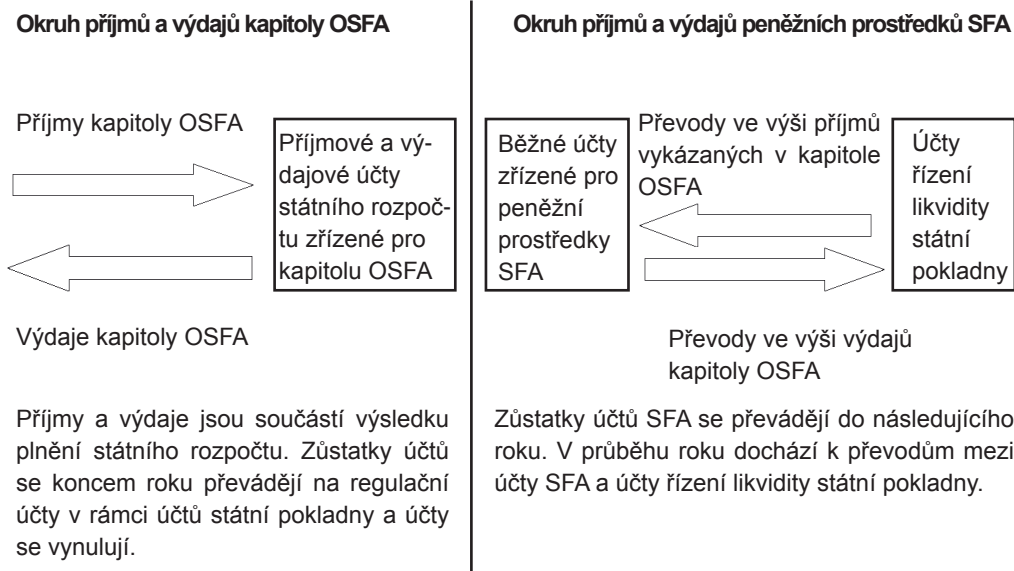 Okruh příjmů a výdajů kapitoly OSFA
Příjmy kapitoly OSFA
Příjmové a vý-
dajové účty
státního rozpoč-
tu zřízené pro
kapitolu OSFA
Výdaje kapitoly OSFA
Příjmy a výdaje jsou součástí výsledku
plnění státního rozpočtu. Zůstatky účtů
se koncem roku převádějí na regulační
účty v rámci účtů státní pokladny a účty
se vynulují.
Okruh příjmů a výdajů peněžních prostředků SFA
Běžné účty
zřízené pro
peněžní
prostředky
SFA
Převody ve výši příjmů
vykázaných v kapitole
OSFA
Účty
řízení
likvidity
státní
pokladny
Převody ve výši výdajů
kapitoly OSFA
Zůstatky účtů SFA se převádějí do následujícího
roku. V průběhu roku dochází k převodům mezi
účty SFA a účty řízení likvidity státní pokladny.